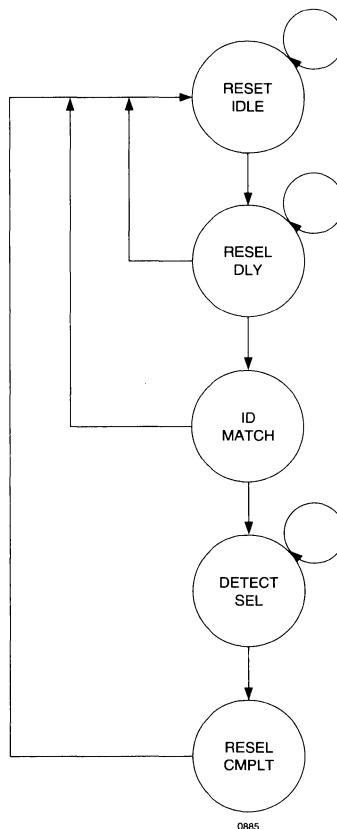 RESET
IDLE
RESEL
DLY
ID
MATCH
DETECT
SEL
RESEL
CMPLT
0885